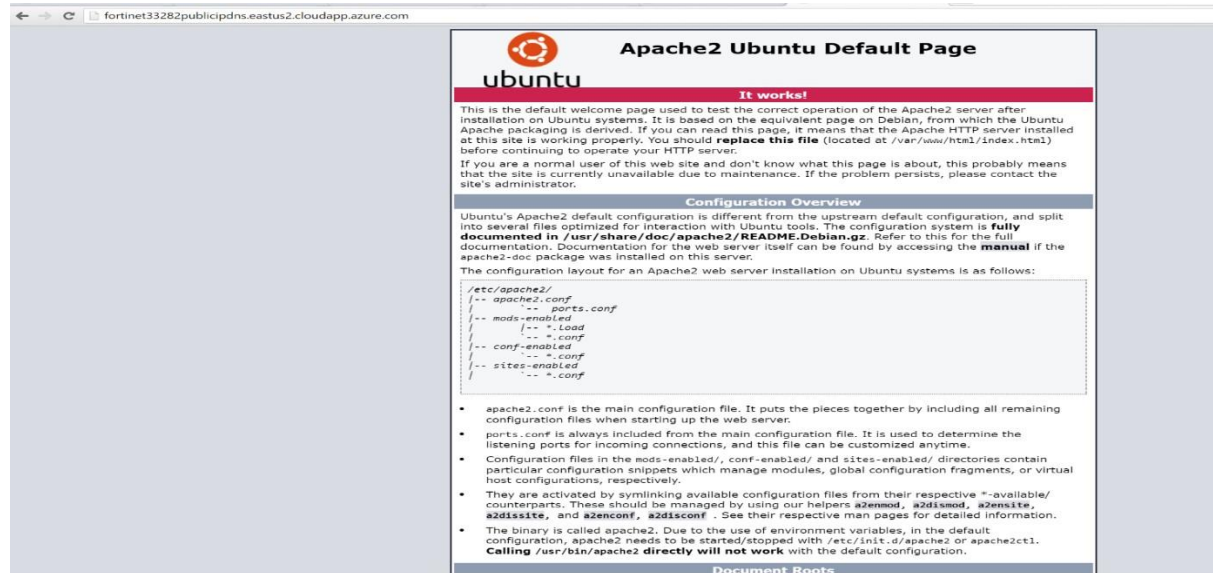 fortinet33282publicipdns.eastus2.cloudapp.azure.com
ubuntu
Apache2 Ubuntu Default Page
It works!
This is the default welcome page used to test the correct operation of the Apache2 server after
installation on Ubuntu systems. It is based on the equivalent page on Debian, from which the Ubuntu
Apache packaging is derived. If you can read this page, it means that the Apache HTTP server installed
at this site is working properly. You should replace this file (located at /var/www/html/index.html)
before continuing to operate your HTTP server.
If you are a normal user of this web site and don't know what this page is about, this probably means
that the site is currently unavailable due to maintenance. If the problem persists, please contact the
site's administrator.
Configuration Overview
Ubuntu's Apache2 default configuration is different from the upstream default configuration, and split
into several files optimized for interaction with Ubuntu tools. The configuration system is fully
documented in /usr/share/doc/apache2/README.Debian.gz. Refer to this for the full
documentation. Documentation for the web server itself can be found by accessing the manual if the
apache2-doc package was installed on this server.
The configuration layout for an Apache2 web server installation on Ubuntu systems is as follows:
/etc/apache2/
|-- apache2.conf
|       `--  ports.conf
|-- mods-enabled
|       |-- *.load
|       `-- *.conf
|-- conf-enabled
|       `-- *.conf
|-- sites-enabled
|       `-- *.conf
• apache2.conf is the main configuration file. It puts the pieces together by including all remaining
configuration files when starting up the web server.
• ports.conf is always included from the main configuration file. It is used to determine the
listening ports for incoming connections, and this file can be customized anytime.
• Configuration files in the mods-enabled/, conf-enabled/ and sites-enabled/ directories contain
particular configuration snippets which manage modules, global configuration fragments, or virtual
host configurations, respectively.
• They are activated by symlinking available configuration files from their respective *-available/
counterparts. These should be managed by using our helpers a2enmod, a2dismod, a2ensite,
a2dissite, and a2enconf, a2disconf . See their respective man pages for detailed information.
• The binary is called apache2. Due to the use of environment variables, in the default
configuration, apache2 needs to be started/stopped with /etc/init.d/apache2 or apache2ctl.
Calling /usr/bin/apache2 directly will not work with the default configuration.
Document Roots